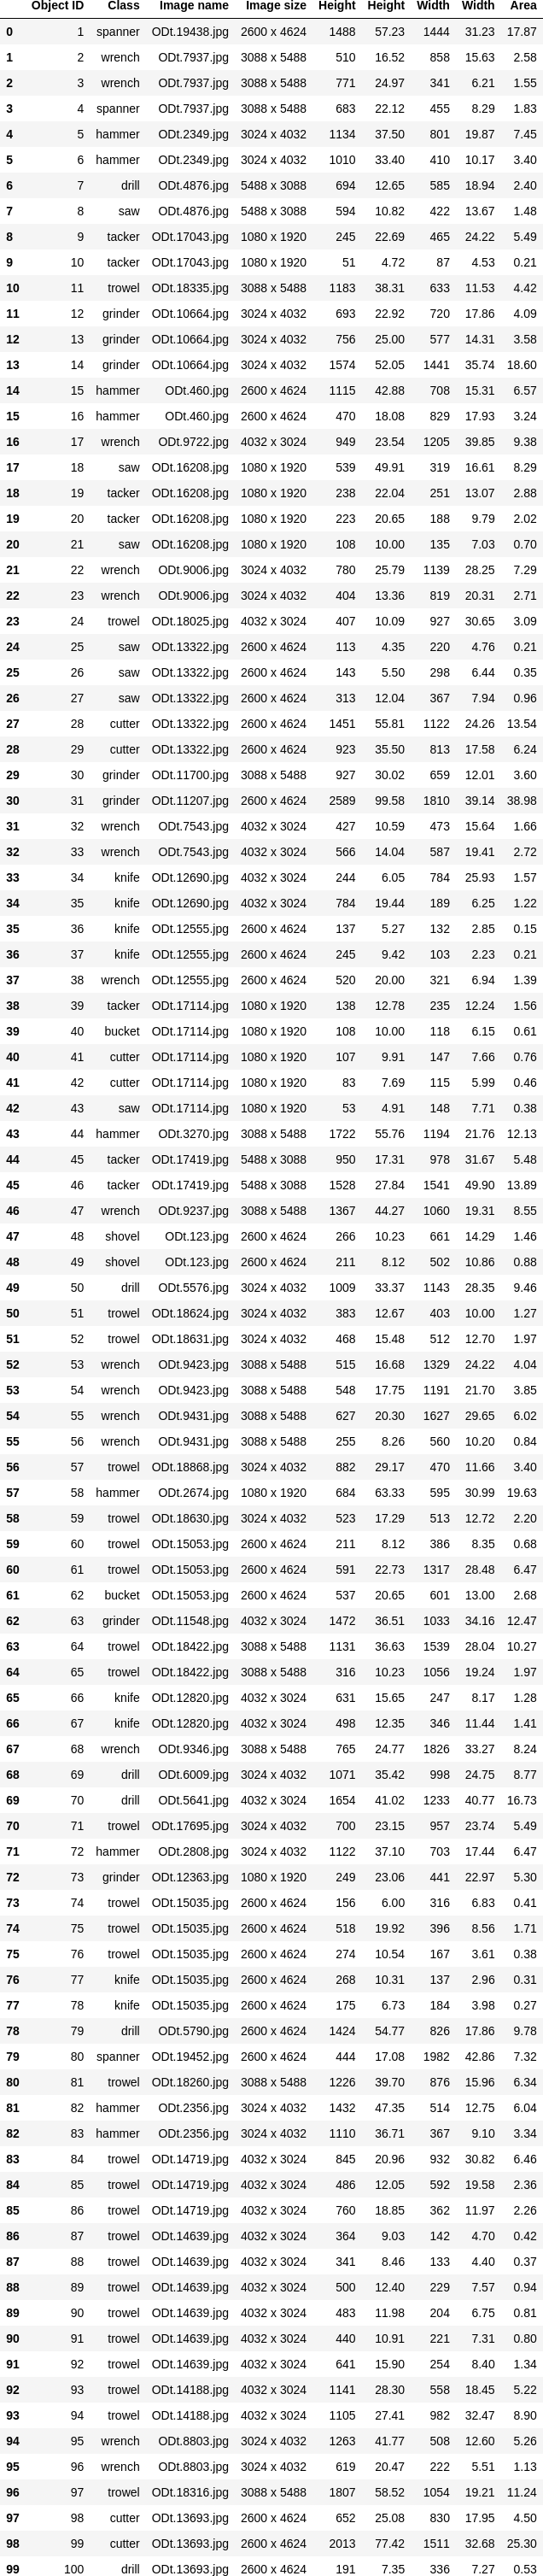 Object ID Class Image name Image size Height Height Width Width Area
0 1 spanner ODt.19438.jpg 2600 x 4624 1488 57.23 1444 31.23 17.87
1 2 wrench ODt.7937.jpg 3088 x 5488 510 16.52 858 15.63 2.58
2 3 wrench ODt.7937.jpg 3088 x 5488 771 24.97 341 6.21 1.55
3 4 spanner ODt.7937.jpg 3088 x 5488 683 22.12 455 8.29 1.83
4 5 hammer ODt.2349.jpg 3024 x 4032 1134 37.50 801 19.87 7.45
5 6 hammer ODt.2349.jpg 3024 x 4032 1010 33.40 410 10.17 3.40
6 7 drill ODt.4876.jpg 5488 x 3088 694 12.65 585 18.94 2.40
7 8 saw ODt.4876.jpg 5488 x 3088 594 10.82 422 13.67 1.48
8 9 tacker ODt.17043.jpg 1080 x 1920 245 22.69 465 24.22 5.49
9 10 tacker ODt.17043.jpg 1080 x 1920 51 4.72 87 4.53 0.21
10 11 trowel ODt.18335.jpg 3088 x 5488 1183 38.31 633 11.53 4.42
11 12 grinder ODt.10664.jpg 3024 x 4032 693 22.92 720 17.86 4.09
12 13 grinder ODt.10664.jpg 3024 x 4032 756 25.00 577 14.31 3.58
13 14 grinder ODt.10664.jpg 3024 x 4032 1574 52.05 1441 35.74 18.60
14 15 hammer ODt.460.jpg 2600 x 4624 1115 42.88 708 15.31 6.57
15 16 hammer ODt.460.jpg 2600 x 4624 470 18.08 829 17.93 3.24
16 17 wrench ODt.9722.jpg 4032 x 3024 949 23.54 1205 39.85 9.38
17 18 saw ODt.16208.jpg 1080 x 1920 539 49.91 319 16.61 8.29
18 19 tacker ODt.16208.jpg 1080 x 1920 238 22.04 251 13.07 2.88
19 20 tacker ODt.16208.jpg 1080 x 1920 223 20.65 188 9.79 2.02
20 21 saw ODt.16208.jpg 1080 x 1920 108 10.00 135 7.03 0.70
21 22 wrench ODt.9006.jpg 3024 x 4032 780 25.79 1139 28.25 7.29
22 23 wrench ODt.9006.jpg 3024 x 4032 404 13.36 819 20.31 2.71
23 24 trowel ODt.18025.jpg 4032 x 3024 407 10.09 927 30.65 3.09
24 25 saw ODt.13322.jpg 2600 x 4624 113 4.35 220 4.76 0.21
25 26 saw ODt.13322.jpg 2600 x 4624 143 5.50 298 6.44 0.35
26 27 saw ODt.13322.jpg 2600 x 4624 313 12.04 367 7.94 0.96
27 28 cutter ODt.13322.jpg 2600 x 4624 1451 55.81 1122 24.26 13.54
28 29 cutter ODt.13322.jpg 2600 x 4624 923 35.50 813 17.58 6.24
29 30 grinder ODt.11700.jpg 3088 x 5488 927 30.02 659 12.01 3.60
30 31 grinder ODt.11207.jpg 2600 x 4624 2589 99.58 1810 39.14 38.98
31 32 wrench ODt.7543.jpg 4032 x 3024 427 10.59 473 15.64 1.66
32 33 wrench ODt.7543.jpg 4032 x 3024 566 14.04 587 19.41 2.72
33 34 knife ODt.12690.jpg 4032 x 3024 244 6.05 784 25.93 1.57
34 35 knife ODt.12690.jpg 4032 x 3024 784 19.44 189 6.25 1.22
35 36 knife ODt.12555.jpg 2600 x 4624 137 5.27 132 2.85 0.15
36 37 knife ODt.12555.jpg 2600 x 4624 245 9.42 103 2.23 0.21
37 38 wrench ODt.12555.jpg 2600 x 4624 520 20.00 321 6.94 1.39
38 39 tacker ODt.17114.jpg 1080 x 1920 138 12.78 235 12.24 1.56
39 40 bucket ODt.17114.jpg 1080 x 1920 108 10.00 118 6.15 0.61
40 41 cutter ODt.17114.jpg 1080 x 1920 107 9.91 147 7.66 0.76
41 42 cutter ODt.17114.jpg 1080 x 1920 83 7.69 115 5.99 0.46
42 43 saw ODt.17114.jpg 1080 x 1920 53 4.91 148 7.71 0.38
43 44 hammer ODt.3270.jpg 3088 x 5488 1722 55.76 1194 21.76 12.13
44 45 tacker ODt.17419.jpg 5488 x 3088 950 17.31 978 31.67 5.48
45 46 tacker ODt.17419.jpg 5488 x 3088 1528 27.84 1541 49.90 13.89
46 47 wrench ODt.9237.jpg 3088 x 5488 1367 44.27 1060 19.31 8.55
47 48 shovel ODt.123.jpg 2600 x 4624 266 10.23 661 14.29 1.46
48 49 shovel ODt.123.jpg 2600 x 4624 211 8.12 502 10.86 0.88
49 50 drill ODt.5576.jpg 3024 x 4032 1009 33.37 1143 28.35 9.46
50 51 trowel ODt.18624.jpg 3024 x 4032 383 12.67 403 10.00 1.27
51 52 trowel ODt.18631.jpg 3024 x 4032 468 15.48 512 12.70 1.97
52 53 wrench ODt.9423.jpg 3088 x 5488 515 16.68 1329 24.22 4.04
53 54 wrench ODt.9423.jpg 3088 x 5488 548 17.75 1191 21.70 3.85
54 55 wrench ODt.9431.jpg 3088 x 5488 627 20.30 1627 29.65 6.02
55 56 wrench ODt.9431.jpg 3088 x 5488 255 8.26 560 10.20 0.84
56 57 trowel ODt.18868.jpg 3024 x 4032 882 29.17 470 11.66 3.40
57 58 hammer ODt.2674.jpg 1080 x 1920 684 63.33 595 30.99 19.63
58 59 trowel ODt.18630.jpg 3024 x 4032 523 17.29 513 12.72 2.20
59 60 trowel ODt.15053.jpg 2600 x 4624 211 8.12 386 8.35 0.68
60 61 trowel ODt.15053.jpg 2600 x 4624 591 22.73 1317 28.48 6.47
61 62 bucket ODt.15053.jpg 2600 x 4624 537 20.65 601 13.00 2.68
62 63 grinder ODt.11548.jpg 4032 x 3024 1472 36.51 1033 34.16 12.47
63 64 trowel ODt.18422.jpg 3088 x 5488 1131 36.63 1539 28.04 10.27
64 65 trowel ODt.18422.jpg 3088 x 5488 316 10.23 1056 19.24 1.97
65 66 knife ODt.12820.jpg 4032 x 3024 631 15.65 247 8.17 1.28
66 67 knife ODt.12820.jpg 4032 x 3024 498 12.35 346 11.44 1.41
67 68 wrench ODt.9346.jpg 3088 x 5488 765 24.77 1826 33.27 8.24
68 69 drill ODt.6009.jpg 3024 x 4032 1071 35.42 998 24.75 8.77
69 70 drill ODt.5641.jpg 4032 x 3024 1654 41.02 1233 40.77 16.73
70 71 trowel ODt.17695.jpg 3024 x 4032 700 23.15 957 23.74 5.49
71 72 hammer ODt.2808.jpg 3024 x 4032 1122 37.10 703 17.44 6.47
72 73 grinder ODt.12363.jpg 1080 x 1920 249 23.06 441 22.97 5.30
73 74 trowel ODt.15035.jpg 2600 x 4624 156 6.00 316 6.83 0.41
74 75 trowel ODt.15035.jpg 2600 x 4624 518 19.92 396 8.56 1.71
75 76 trowel ODt.15035.jpg 2600 x 4624 274 10.54 167 3.61 0.38
76 77 knife ODt.15035.jpg 2600 x 4624 268 10.31 137 2.96 0.31
77 78 knife ODt.15035.jpg 2600 x 4624 175 6.73 184 3.98 0.27
78 79 drill ODt.5790.jpg 2600 x 4624 1424 54.77 826 17.86 9.78
79 80 spanner ODt.19452.jpg 2600 x 4624 444 17.08 1982 42.86 7.32
80 81 trowel ODt.18260.jpg 3088 x 5488 1226 39.70 876 15.96 6.34
81 82 hammer ODt.2356.jpg 3024 x 4032 1432 47.35 514 12.75 6.04
82 83 hammer ODt.2356.jpg 3024 x 4032 1110 36.71 367 9.10 3.34
83 84 trowel ODt.14719.jpg 4032 x 3024 845 20.96 932 30.82 6.46
84 85 trowel ODt.14719.jpg 4032 x 3024 486 12.05 592 19.58 2.36
85 86 trowel ODt.14719.jpg 4032 x 3024 760 18.85 362 11.97 2.26
86 87 trowel ODt.14639.jpg 4032 x 3024 364 9.03 142 4.70 0.42
87 88 trowel ODt.14639.jpg 4032 x 3024 341 8.46 133 4.40 0.37
88 89 trowel ODt.14639.jpg 4032 x 3024 500 12.40 229 7.57 0.94
89 90 trowel ODt.14639.jpg 4032 x 3024 483 11.98 204 6.75 0.81
90 91 trowel ODt.14639.jpg 4032 x 3024 440 10.91 221 7.31 0.80
91 92 trowel ODt.14639.jpg 4032 x 3024 641 15.90 254 8.40 1.34
92 93 trowel ODt.14188.jpg 4032 x 3024 1141 28.30 558 18.45 5.22
93 94 trowel ODt.14188.jpg 4032 x 3024 1105 27.41 982 32.47 8.90
94 95 wrench ODt.8803.jpg 3024 x 4032 1263 41.77 508 12.60 5.26
95 96 wrench ODt.8803.jpg 3024 x 4032 619 20.47 222 5.51 1.13
96 97 trowel ODt.18316.jpg 3088 x 5488 1807 58.52 1054 19.21 11.24
97 98 cutter ODt.13693.jpg 2600 x 4624 652 25.08 830 17.95 4.50
98 99 cutter ODt.13693.jpg 2600 x 4624 2013 77.42 1511 32.68 25.30
99 100 drill ODt.13693.jpg 2600 x 4624 191 7.35 336 7.27 0.53